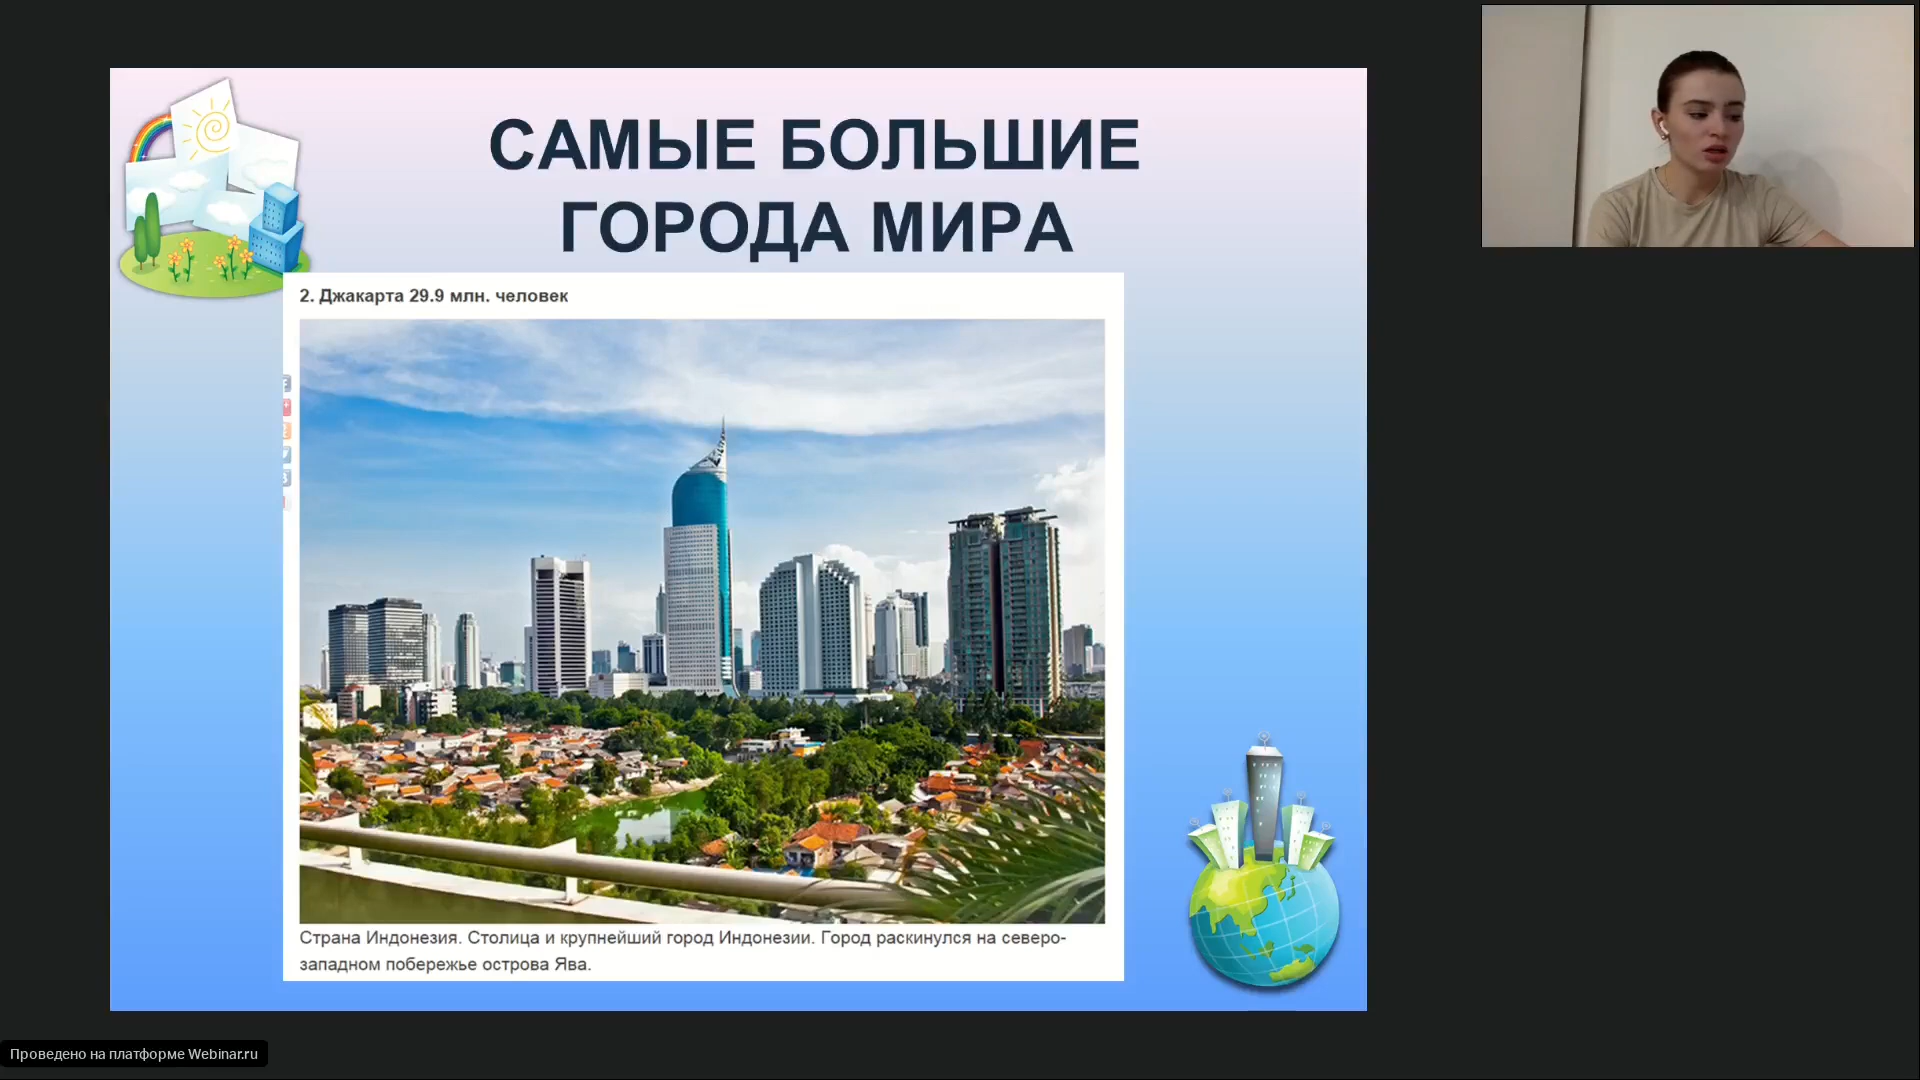 САМЫЕ БОЛЬШИЕ
ГОРОДА МИРА
2. Джакарта 29.9 млн. человек
Страна Индонезия. Столица и крупнейший город Индонезии. Город раскинулся на северо-
западном побережье острова Ява.
Проведено на платформе Webinar.ru